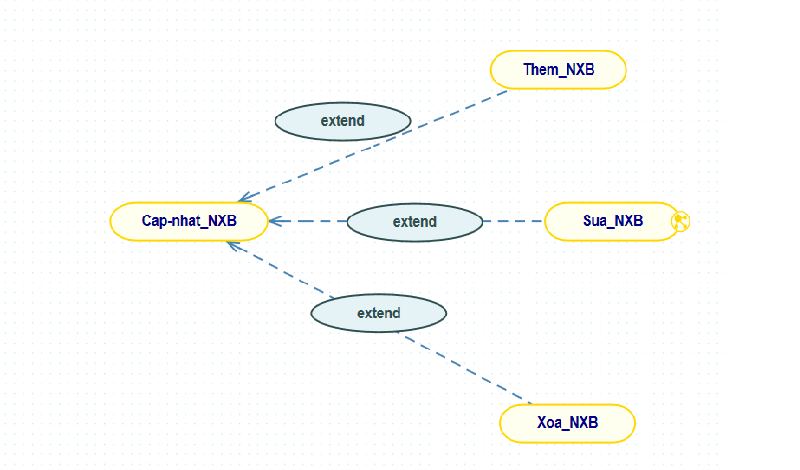 Them_NXB
extend
Cap-nhat_NXB
extend
Sua_NXB
extend
Xoa_NXB